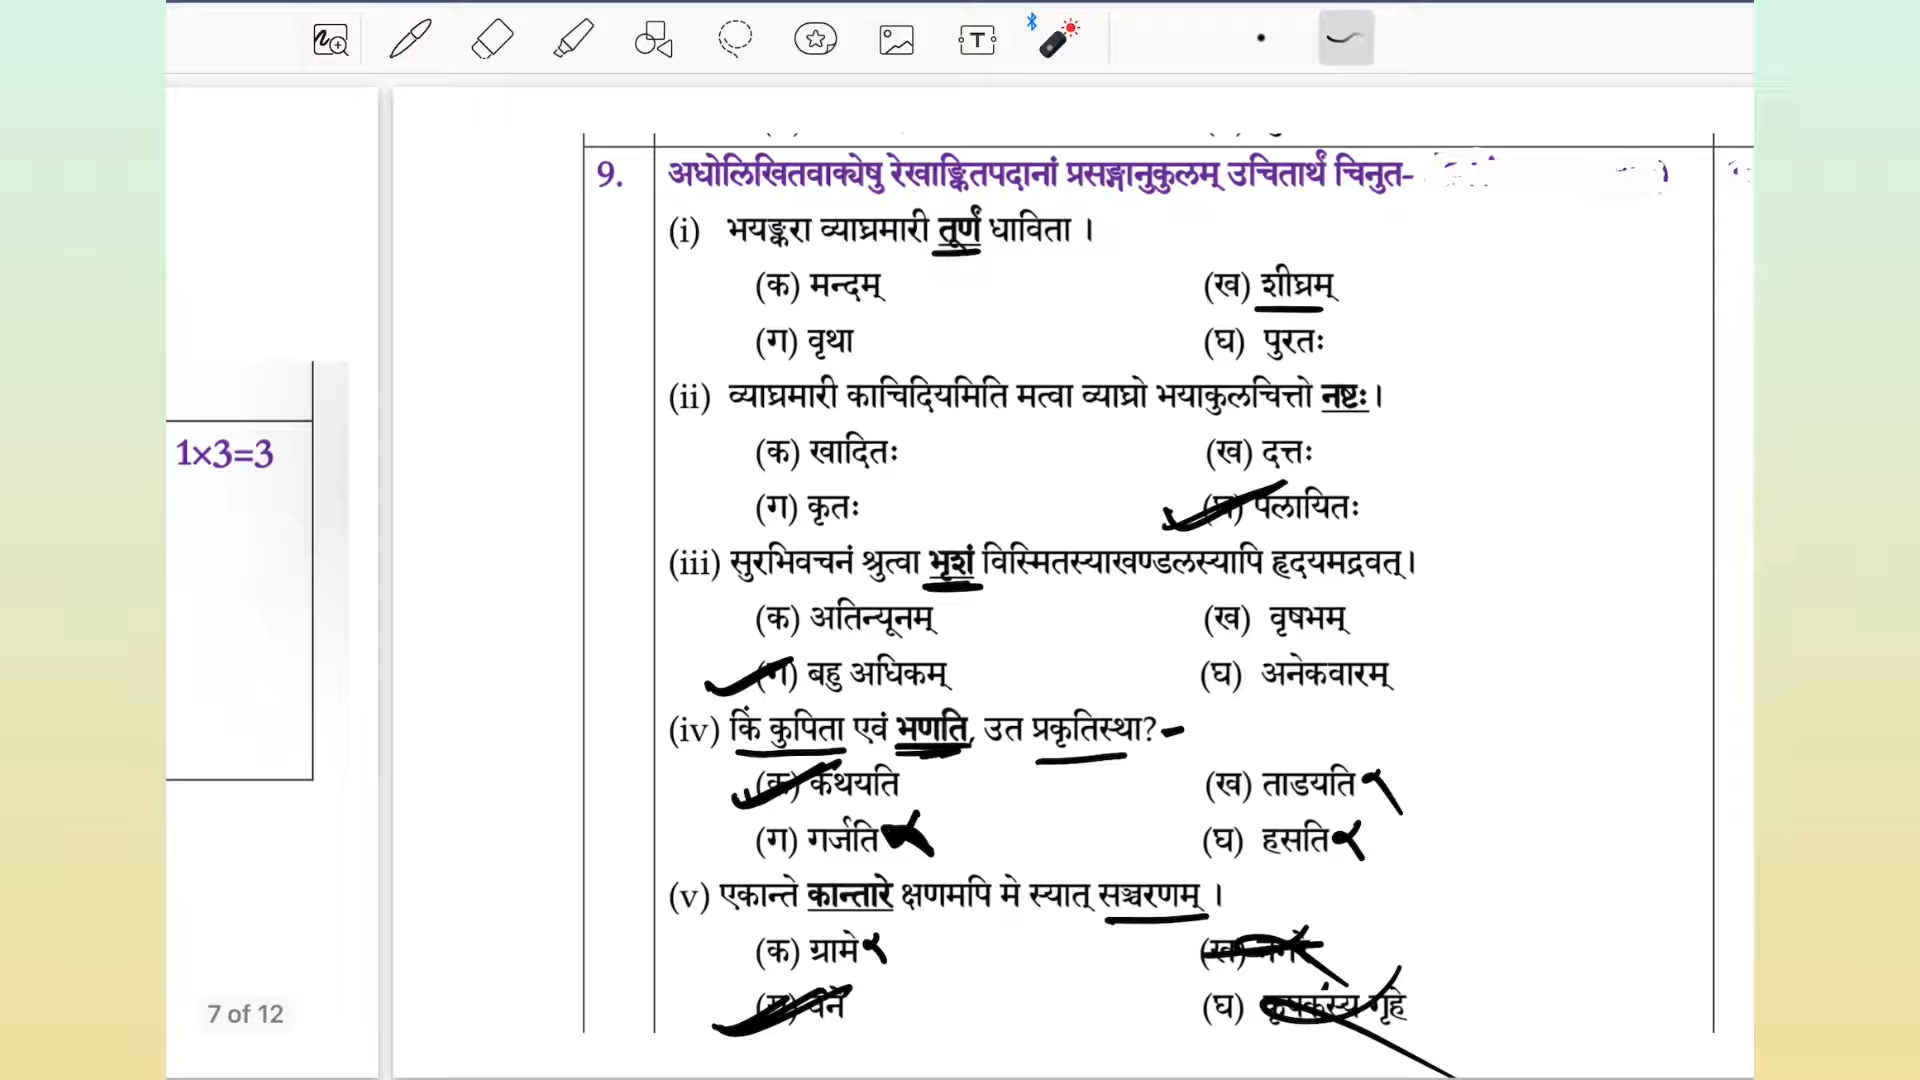 T
9. अधोलिखितवाक्येषु रेखाङ्कितपदानां प्रसङ्गानुकुलम् उचितार्थं चिनुत-
(i) भयङ्करा व्याघ्रमारी तूर्णं धाविता ।
(क) मन्दम् (ख) शीघ्रम्
(ग) वृथा (घ) पुरतः
(ii) व्याघ्रमारी काचिदियमिति मत्वा व्याघ्रो भयाकुलचित्तो नष्टः।
(क) खादितः (ख) दत्तः
1×3=3
(ग) कृतः (घ) पलायितः
(iii) सुरभिवचनं श्रुत्वा भृशं विस्मितस्याखण्डलस्यापि हृदयमद्रवत्।
(क) अतिन्यूनम् (ख) वृषभम्
(ग) बहु अधिकम् (घ) अनेकवारम्
(iv) किं कुपिता एवं भणति, उत प्रकृतिस्था?
(क) कथयति (ख) ताडयति
(ग) गर्जति (घ) हसति
(v) एकान्ते कान्तारे क्षणमपि मे स्यात् सञ्चरणम् ।
(क) ग्रामे (ख)
(ग) वने (घ) कृषकस्य गृहे
7 of 12